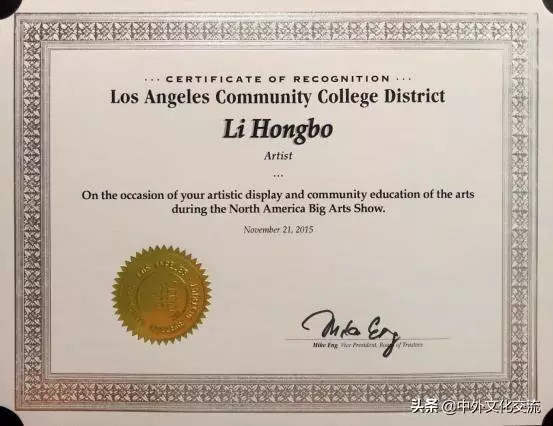 ··· CERTIFICATE OF RECOGNITION ···
Los Angeles Community College District
Li Hongbo
Artist
...
On the occasion of your artistic display and community education of the arts
during the North America Big Arts Show.
November 21, 2015
LOS ANGELES
Mike Eng
Mike Eng Vice President, Board of Trustees
头条 @中外文化交流